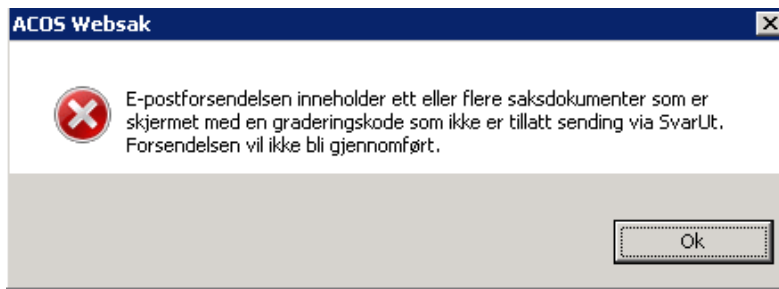 ACOS Websak
E-postforsendelsen inneholder ett eller flere saksdokumenter som er
skjermet med en graderingskode som ikke er tillatt sending via SvarUt.
Forsendelsen vil ikke bli gjennomført.
Ok